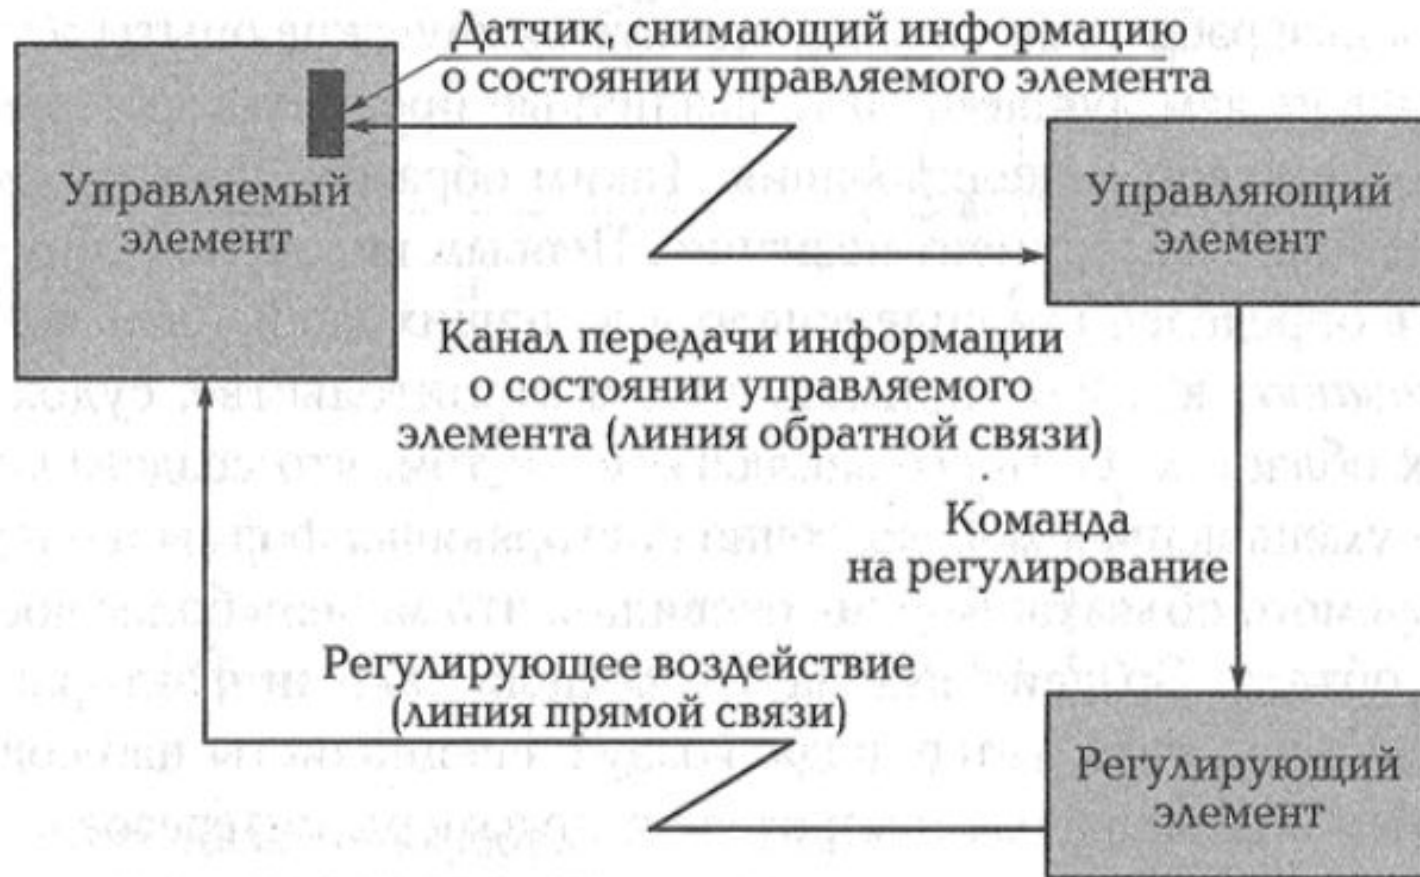 Датчик, снимающий информацию
о состоянии управляемого элемента
Управляемый
элемент
Управляющий
элемент
Канал передачи информации
о состоянии управляемого
элемента (линия обратной связи)
Команда
на регулирование
Регулирующее воздействие
(линия прямой связи)
Регулирующий
элемент